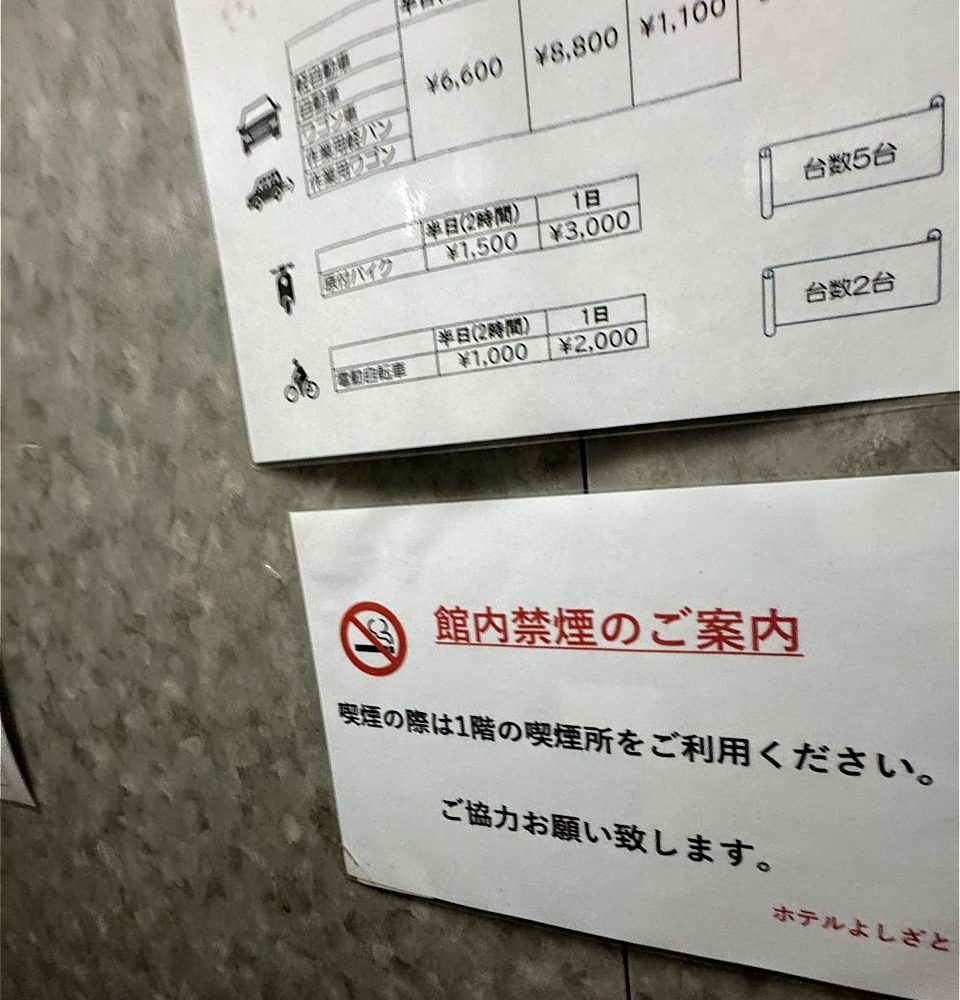 ¥6,600 ¥8,800 ¥1,100
軽自動車
自動車
ワゴン車
作業用軽バン
作業用ワゴン
台数5台
半日(2時間) 1日
原付バイク ¥1,500 ¥3,000
台数2台
半日(2時間) 1日
電動自転車 ¥1,000 ¥2,000
館内禁煙のご案内
喫煙の際は1階の喫煙所をご利用ください。
ご協力お願い致します。
ホテルよしざと